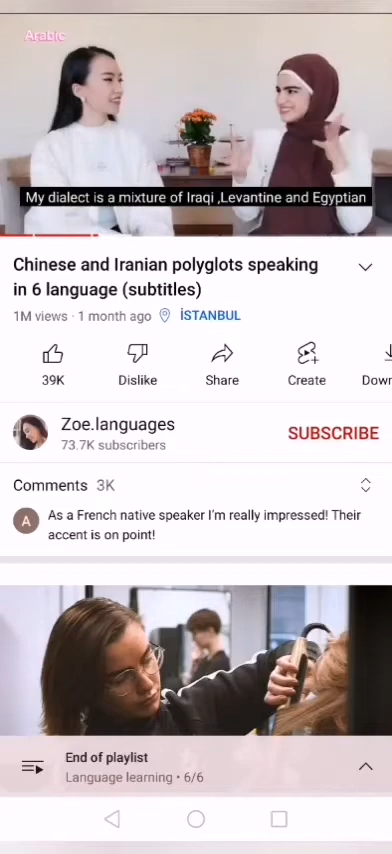 Arabic
My dialect is a mixture of Iraqi ,Levantine and Egyptian
Chinese and Iranian polyglots speaking
in 6 language (subtitles)
1M views · 1 month ago İSTANBUL
39K Dislike Share Create Down
Zoe.languages
73.7K subscribers
SUBSCRIBE
Comments 3K
A
As a French native speaker I'm really impressed! Their
accent is on point!
End of playlist
Language learning • 6/6